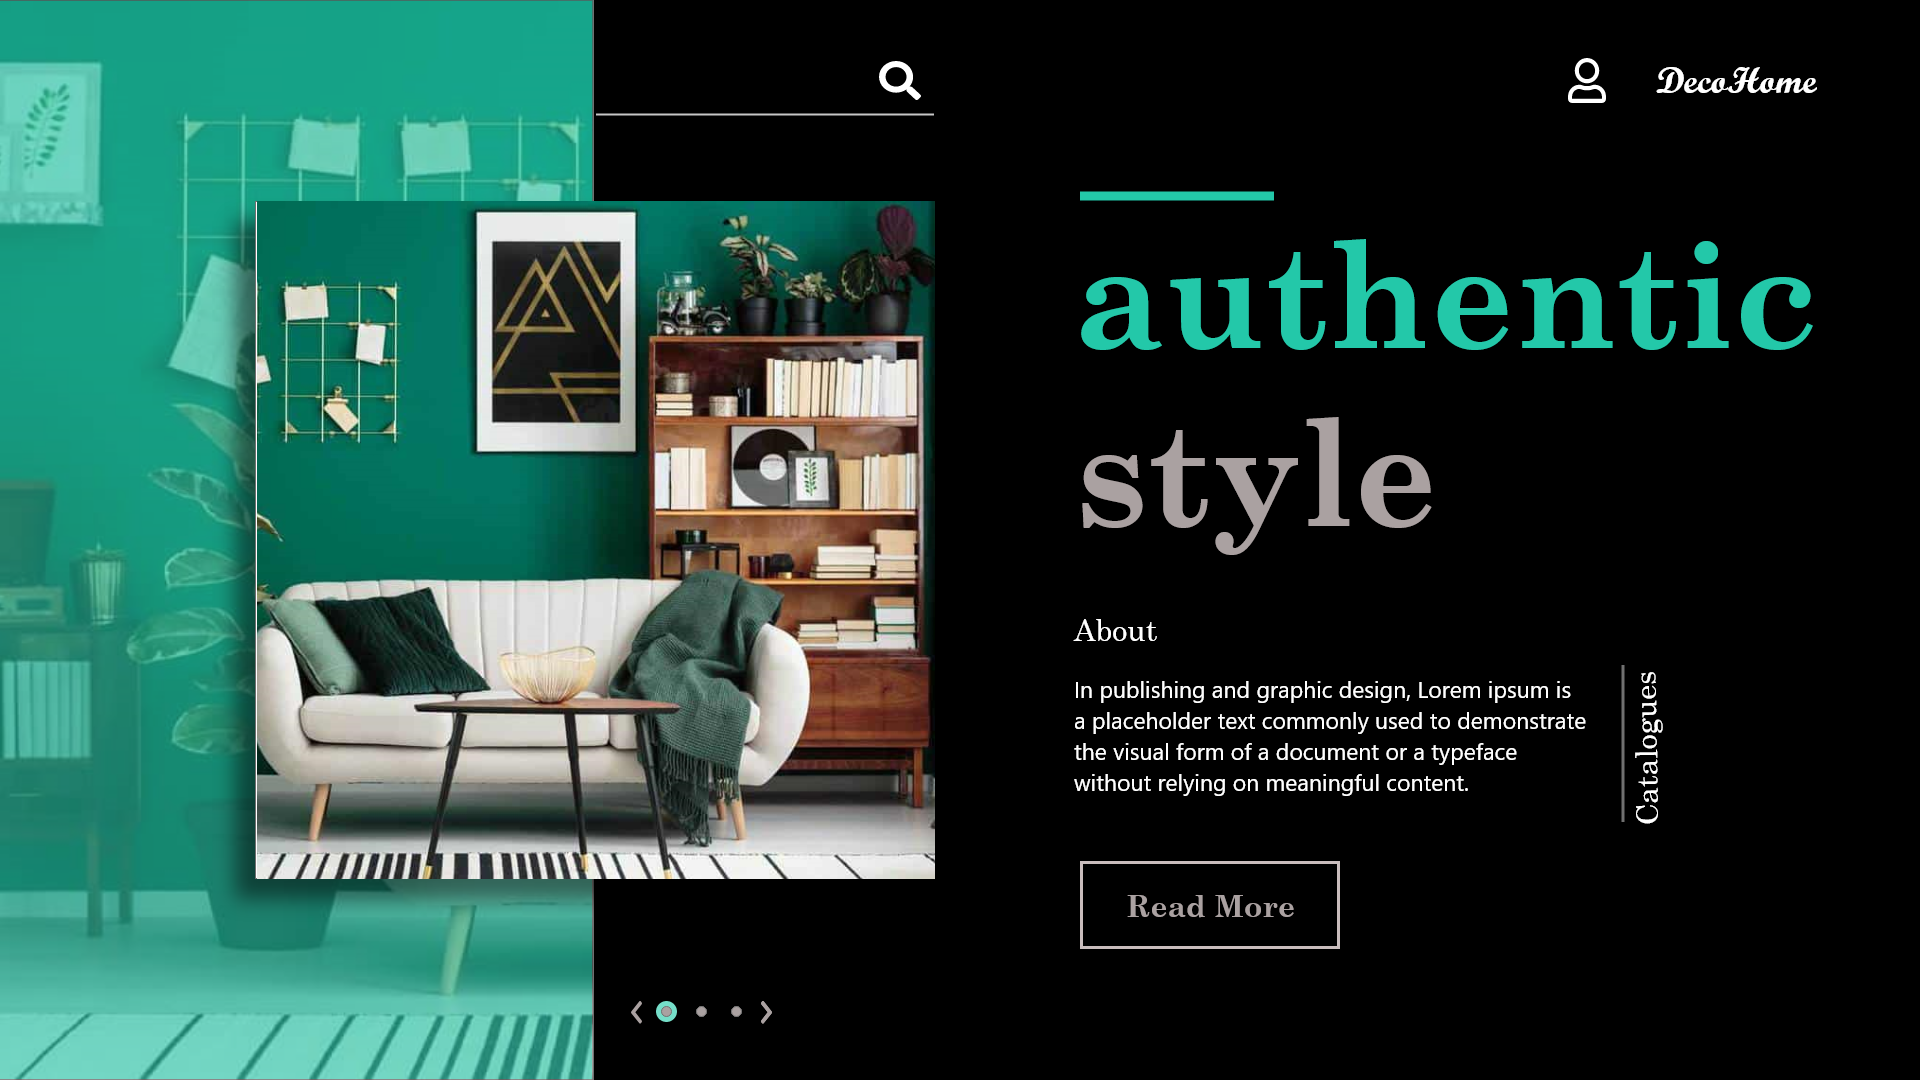 DecoHome
authentic
style
About
In publishing and graphic design, Lorem ipsum is
a placeholder text commonly used to demonstrate
the visual form of a document or a typeface
without relying on meaningful content.
Catalogues
Read More